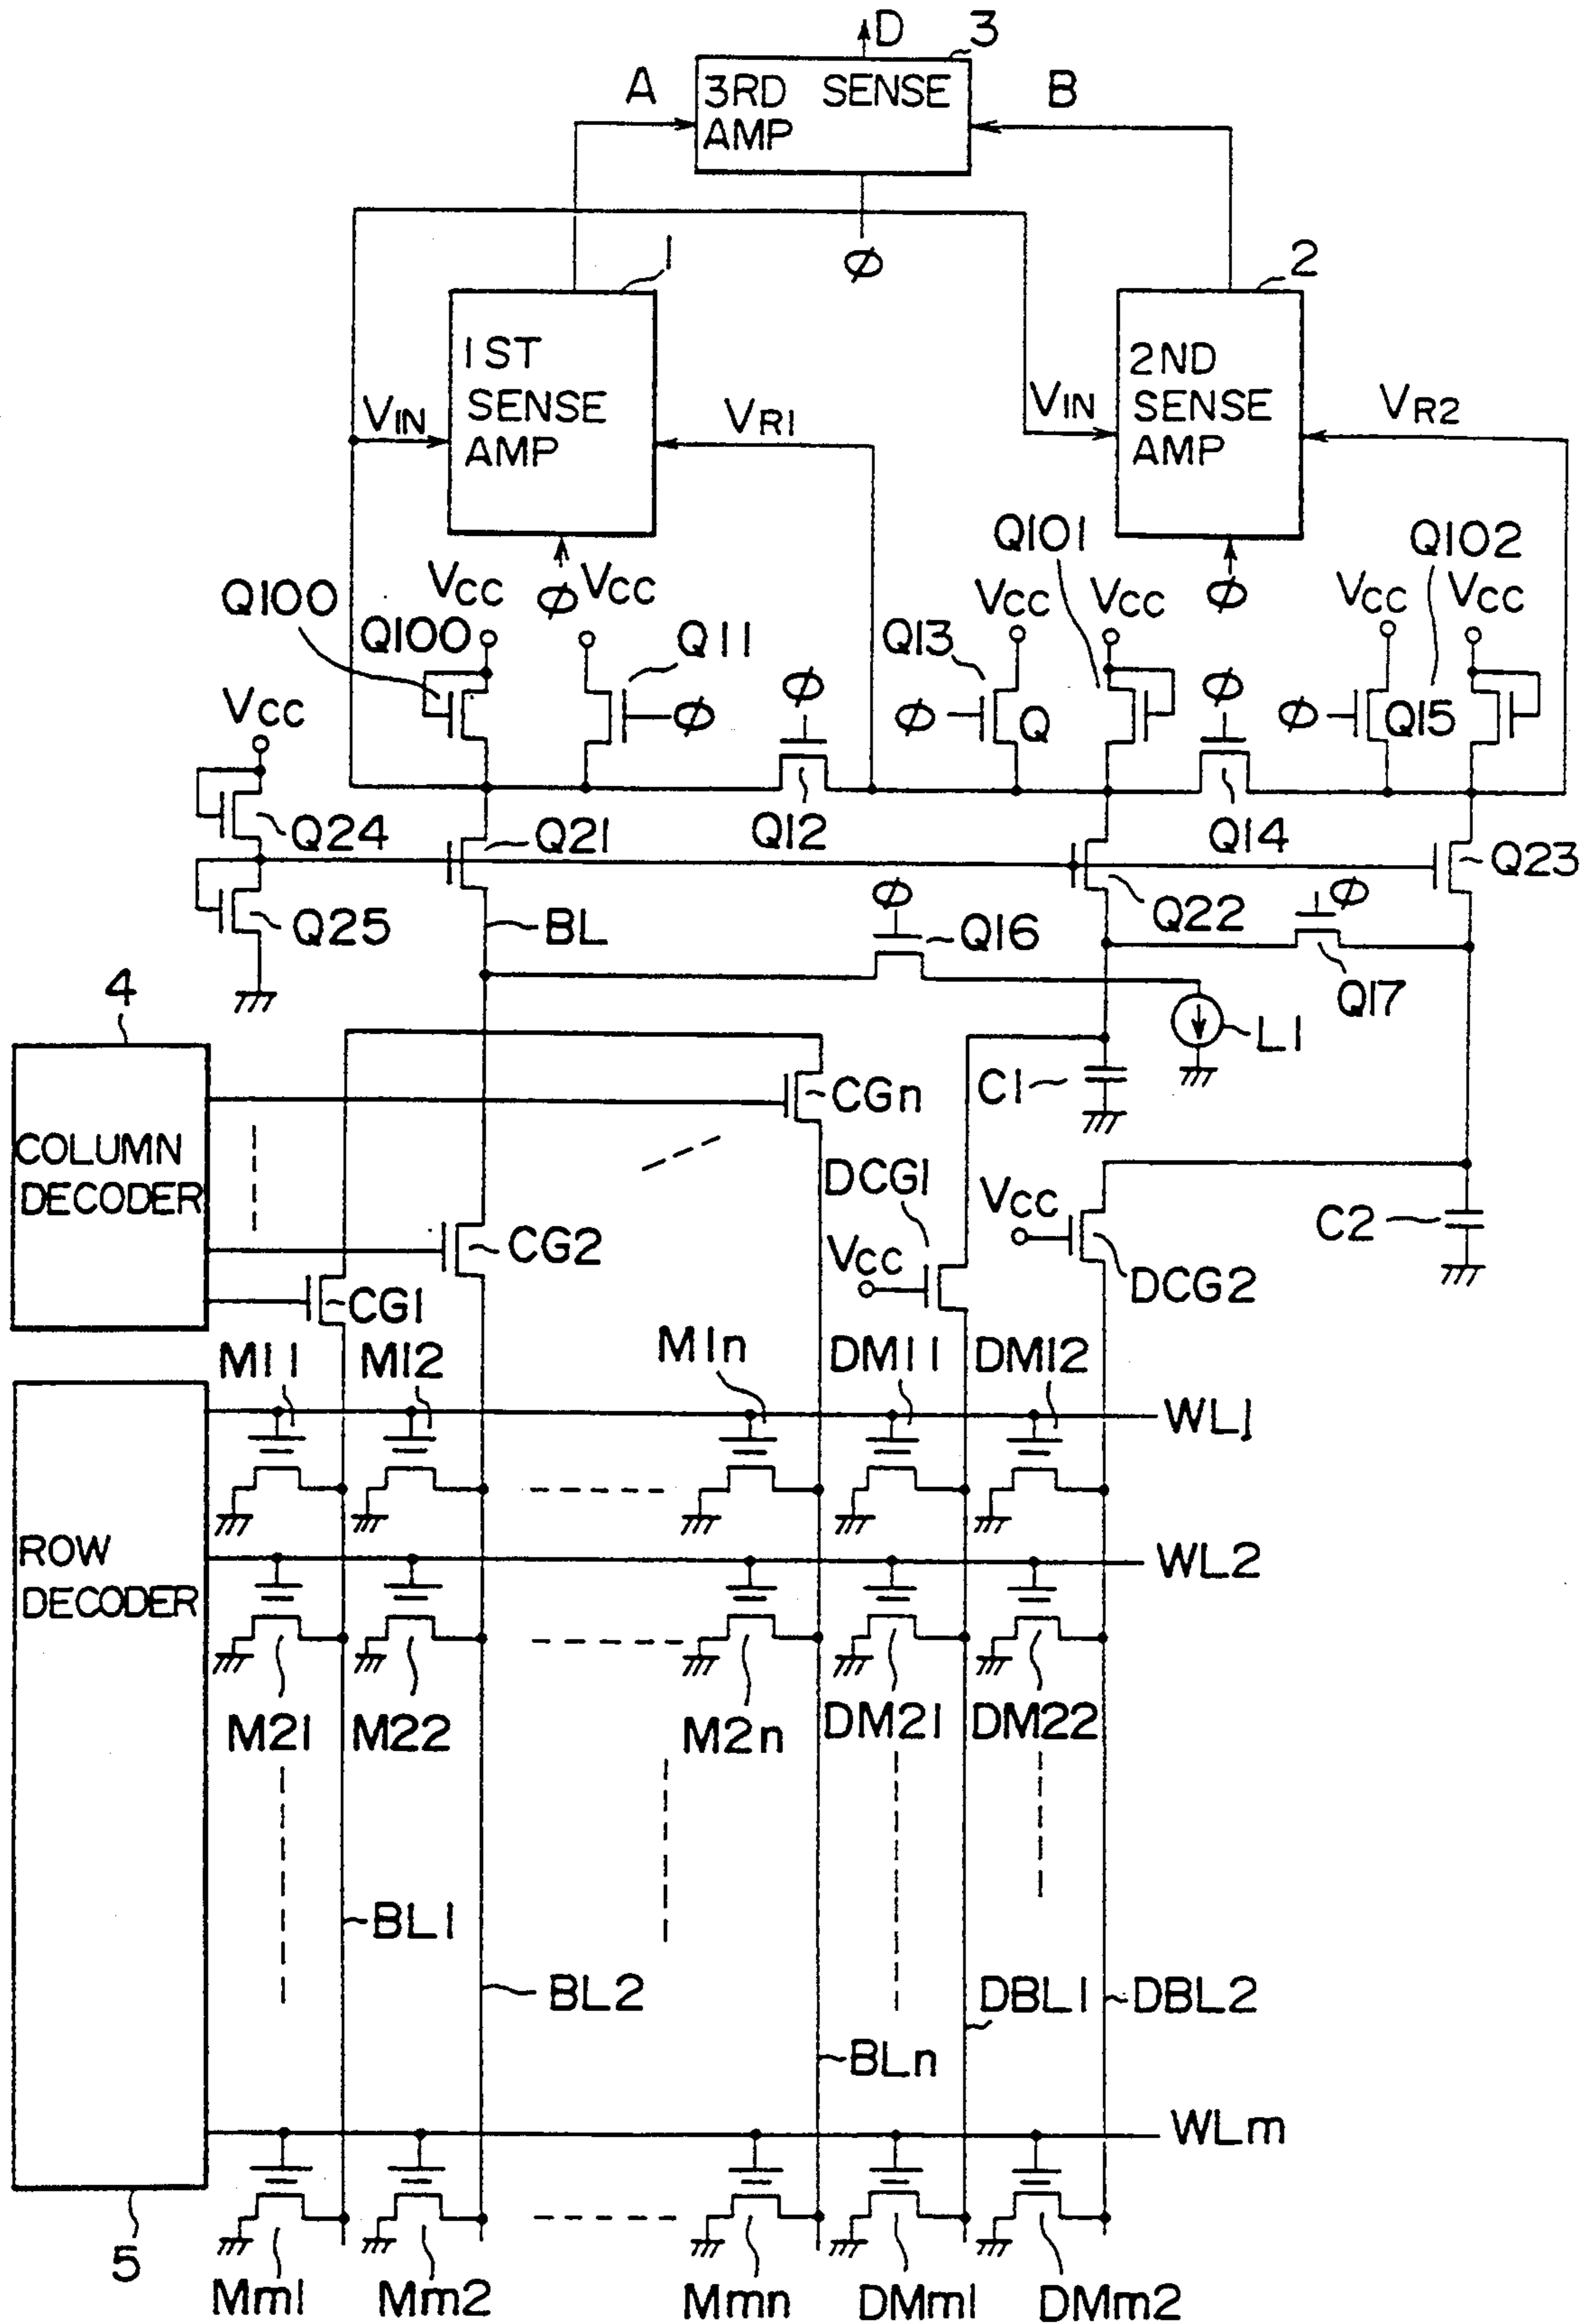 D
3
A
3RD SENSE
AMP
B
φ
1
2
1ST
SENSE
AMP
VIN
VR1
2ND
SENSE
AMP
VIN
VR2
Q100
VCC
φ
VCC
Q101
φ
Q102
Q100
Q11
VCC
VCC
VCC
VCC
Q13
φ
φ
φ
φ
Q
φ
Q15
VCC
Q24
Q21
Q12
Q14
Q23
Q25
BL
φ
Q16
Q22
φ
Q17
4
L1
C1
COLUMN
DECODER
CGn
DCG1
VCC
C2
CG2
VCC
DCG2
CG1
M11
M12
M1n
DM11
DM12
WL1
ROW
DECODER
WL2
M21
M22
M2n
DM21
DM22
BL1
BL2
DBL1
DBL2
BLn
WLm
5
Mm1
Mm2
Mmn
DMm1
DMm2